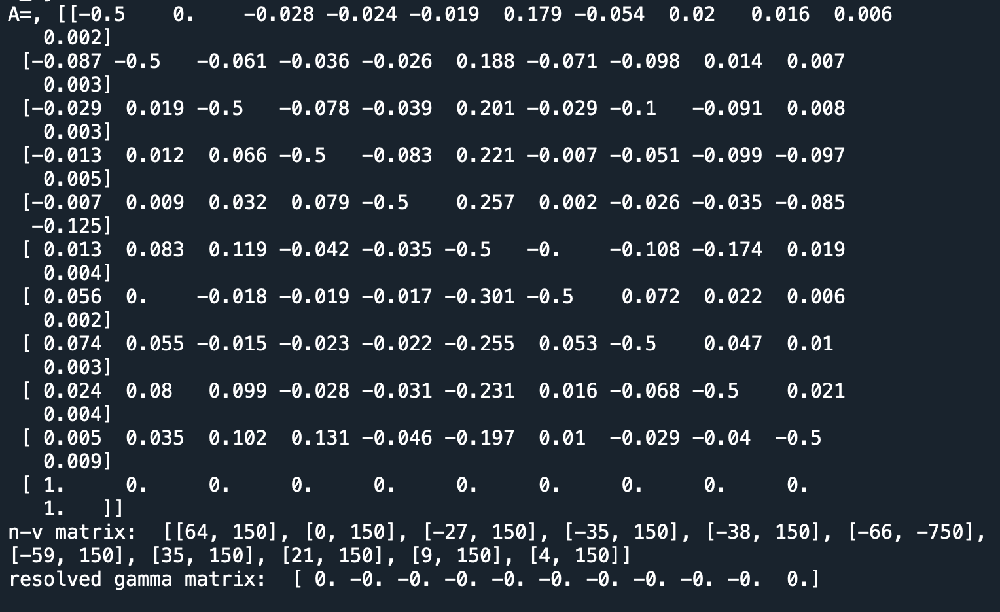 A=, [[-0.5    0.    -0.028 -0.024 -0.019  0.179 -0.054  0.02   0.016  0.006
   0.002]
 [-0.087 -0.5   -0.061 -0.036 -0.026  0.188 -0.071 -0.098  0.014  0.007
   0.003]
 [-0.029  0.019 -0.5   -0.078 -0.039  0.201 -0.029 -0.1   -0.091  0.008
   0.003]
 [-0.013  0.012  0.066 -0.5   -0.083  0.221 -0.007 -0.051 -0.099 -0.097
   0.005]
 [-0.007  0.009  0.032  0.079 -0.5    0.257  0.002 -0.026 -0.035 -0.085
  -0.125]
 [ 0.013  0.083  0.119 -0.042 -0.035 -0.5   -0.    -0.108 -0.174  0.019
   0.004]
 [ 0.056  0.    -0.018 -0.019 -0.017 -0.301 -0.5    0.072  0.022  0.006
   0.002]
 [ 0.074  0.055 -0.015 -0.023 -0.022 -0.255  0.053 -0.5    0.047  0.01
   0.003]
 [ 0.024  0.08   0.099 -0.028 -0.031 -0.231  0.016 -0.068 -0.5    0.021
   0.004]
 [ 0.005  0.035  0.102  0.131 -0.046 -0.197  0.01  -0.029 -0.04  -0.5
   0.009]
 [ 1.     0.     0.     0.     0.     0.     0.     0.     0.     0.
   1.   ]]
n-v matrix:  [[64, 150], [0, 150], [-27, 150], [-35, 150], [-38, 150], [-66, -750],
[-59, 150], [35, 150], [21, 150], [9, 150], [4, 150]]
resolved gamma matrix:  [ 0. -0. -0. -0. -0. -0. -0. -0. -0. -0.  0.]